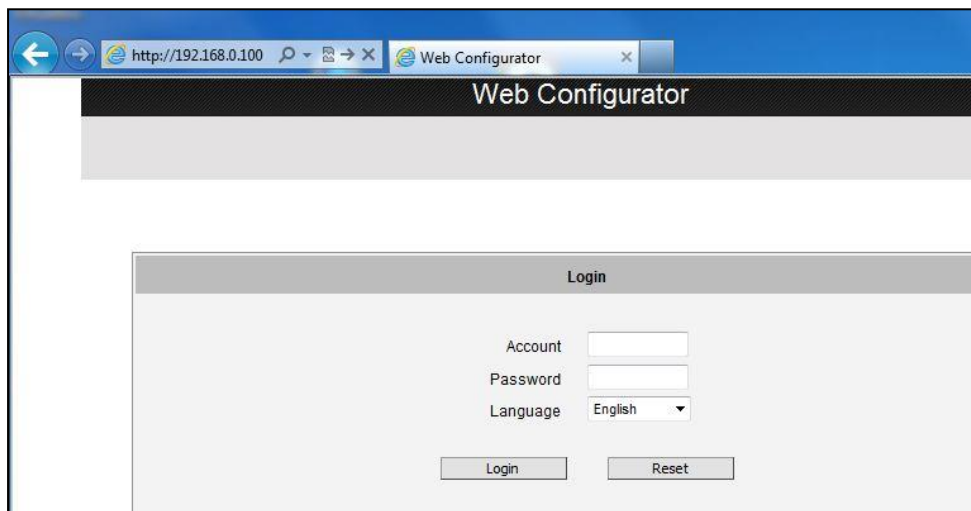 http://192.168.0.100
Web Configurator
Web Configurator
Login
Account
Password
Language English
Login Reset